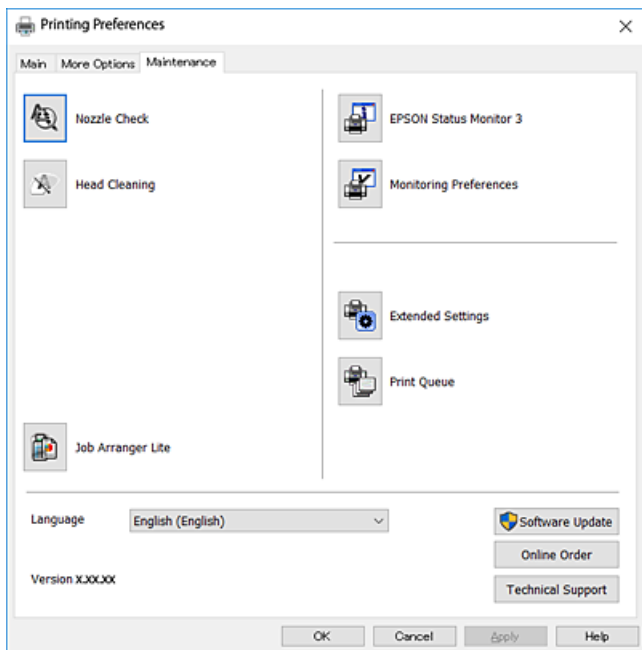 Printing Preferences
Main More Options Maintenance
Nozzle Check
EPSON Status Monitor 3
Head Cleaning
Monitoring Preferences
Extended Settings
Print Queue
Job Arranger Lite
Language English (English)
Software Update
Online Order
Version X.XX.XX
Technical Support
OK Cancel Apply Help